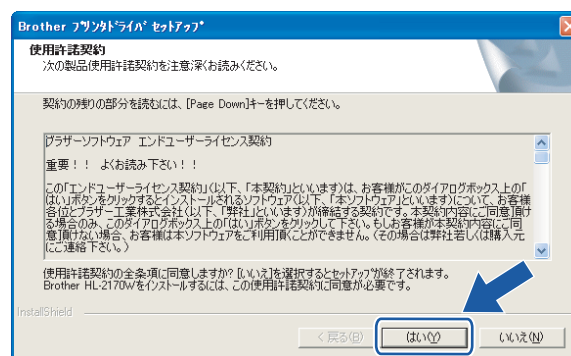 Brother プリンタドライバ セットアップ
使用許諾契約
次の製品使用許諾契約を注意深くお読みください。
契約の残りの部分を読むには、[Page Down]キーを押してください。
ブラザーソフトウェア エンドユーザーライセンス契約
重要！！ よくお読み下さい！！
この「エンドユーザーライセンス契約」(以下、「本契約」といいます)は、お客様がこのダイアログボックス上の「
はい」ボタンをクリックするとインストールされるソフトウェア(以下、「本ソフトウェア」といいます)について、お客様
各位とブラザー工業株式会社(以下、「弊社」といいます)が締結する契約です。本契約内容にご同意頂け
る場合のみ、このダイアログボックス上の「はい」ボタンをクリックして下さい。もしお客様が本契約内容にご同
意頂けない場合、お客様は本ソフトウェアをご利用頂くことができません。(その場合は弊社若しくは購入元
にご連絡下さい。)
使用許諾契約の全条項に同意しますか? [いいえ]を選択するとセットアップが終了されます。
Brother HL-2170Wをインストールするには、この使用許諾契約に同意が必要です。
InstallShield
< 戻る(B)
はい(Y)
いいえ(N)